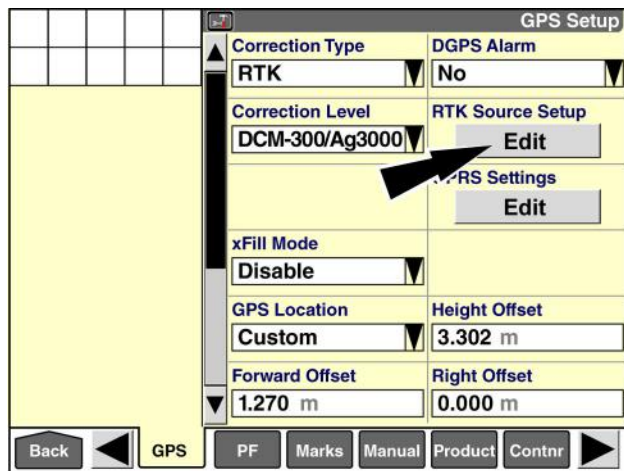 GPS Setup
Correction Type DGPS Alarm
RTK No
Correction Level RTK Source Setup
DCM-300/Ag3000 Edit
PRS Settings
Edit
xFill Mode
Disable
GPS Location Height Offset
Custom 3.302 m
Forward Offset Right Offset
1.270 m 0.000 m
Back GPS PF Marks Manual Product Contnr